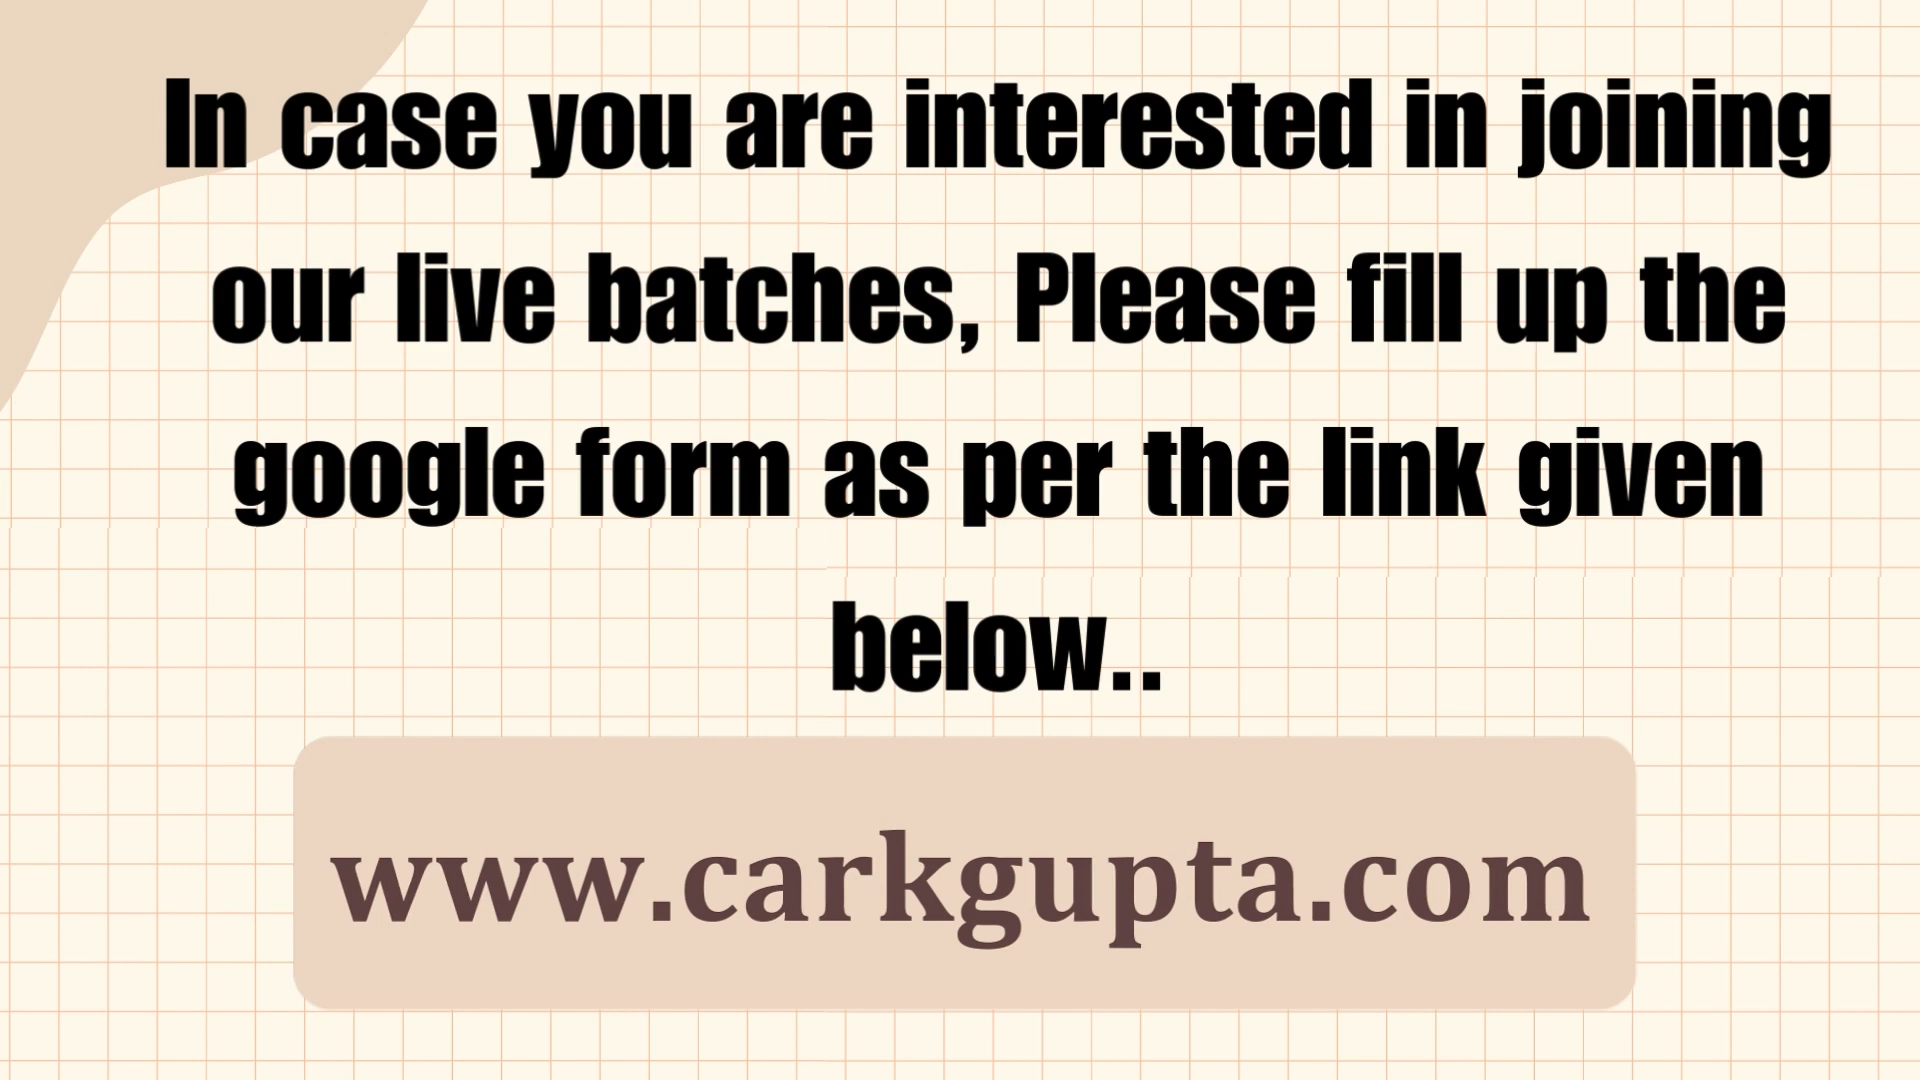 In case you are interested in joining
our live batches, Please fill up the
google form as per the link given
below..
www.carkgupta.com